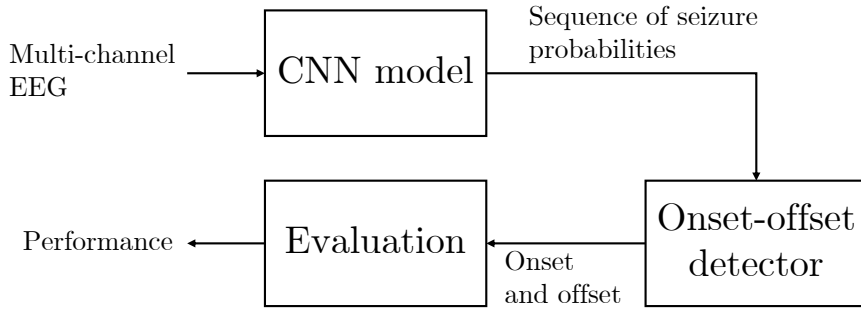 Multi-channel
EEG
CNN model
Sequence of seizure
probabilities
Onset-offset
detector
Onset
and offset
Evaluation
Performance